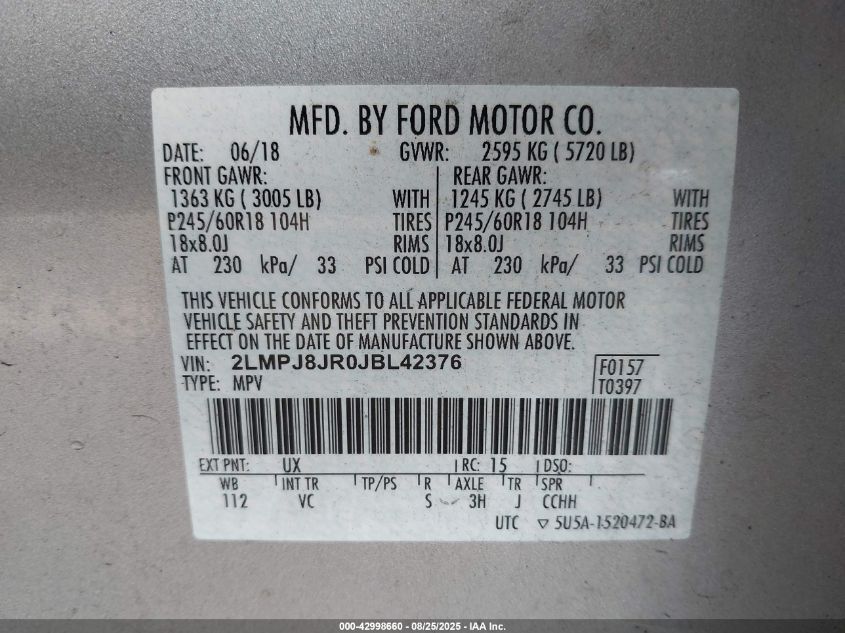 MFD. BY FORD MOTOR CO.
DATE: 06/18 GVWR: 2595 KG ( 5720 LB)
FRONT GAWR: REAR GAWR:
1363 KG ( 3005 LB) WITH 1245 KG ( 2745 LB) WITH
P245/60R18 104H TIRES P245/60R18 104H TIRES
18x8.0J RIMS 18x8.0J RIMS
AT 230 kPa/ 33 PSI COLD AT 230 kPa/ 33 PSI COLD
THIS VEHICLE CONFORMS TO ALL APPLICABLE FEDERAL MOTOR
VEHICLE SAFETY AND THEFT PREVENTION STANDARDS IN
EFFECT ON THE DATE OF MANUFACTURE SHOWN ABOVE.
VIN: 2LMPJ8JR0JBL42376 F0157
TYPE: MPV T0397
EXT PNT: UX RC: 15 DSO:
WB INT TR TP/PS R AXLE TR SPR
112 VC S 3H J CCHH
UTC ▽ 5U5A-1520472-BA
000-42998660 - 08/25/2025 - IAA Inc.